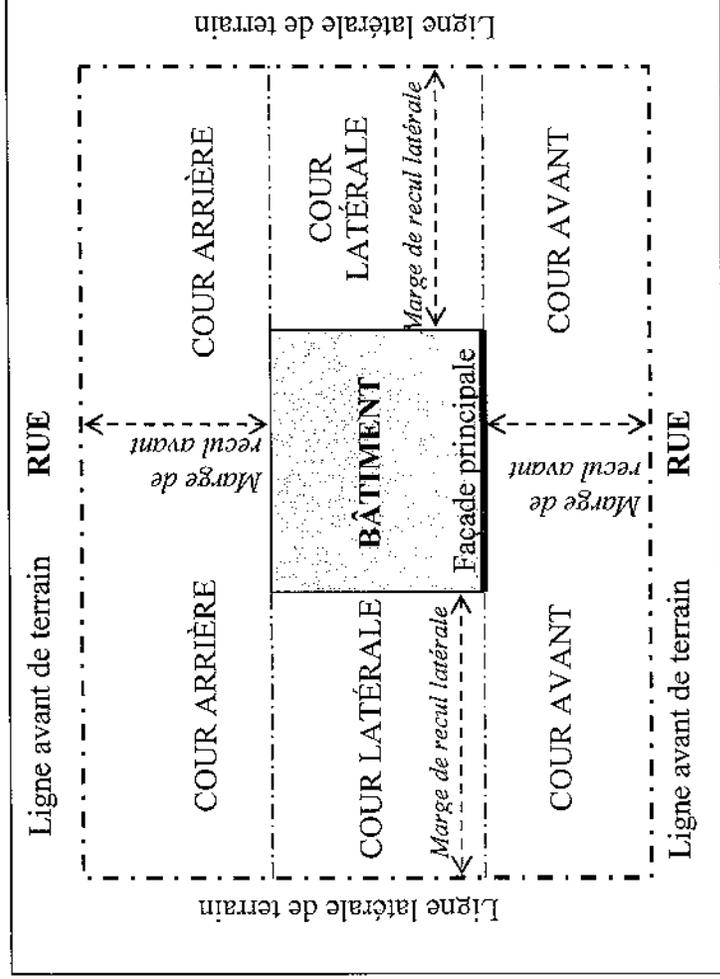 Ligne avant de terrain RUE
Marge de
recul avant
COUR ARRIÈRE
COUR ARRIÈRE
Ligne latérale de terrain
COUR LATÉRALE
Marge de recul latérale
BÂTIMENT
Façade principale
COUR
LATÉRALE
Marge de recul latérale
Ligne latérale de terrain
COUR AVANT
Marge de
recul avant
COUR AVANT
Ligne avant de terrain RUE